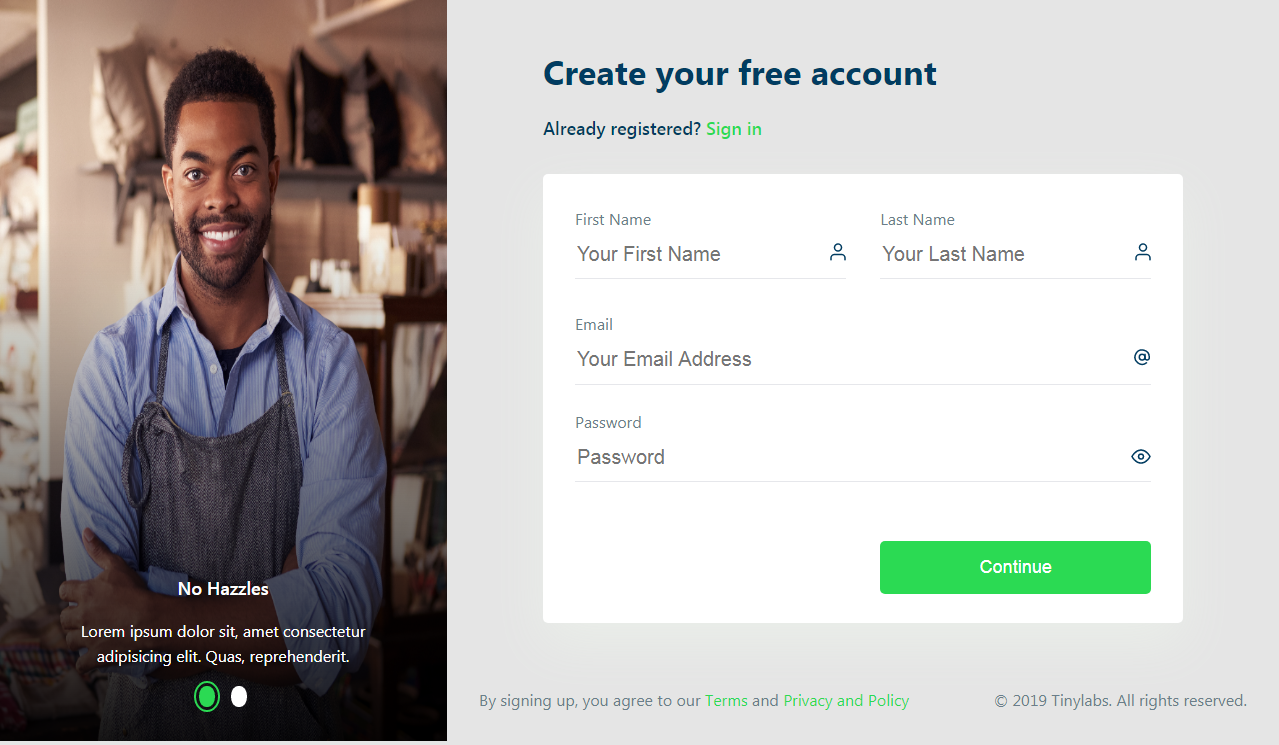 Create your free account
Already registered? Sign in
First Name
Last Name
Your First Name
Your Last Name
Email
Your Email Address
Password
Password
Continue
No Hazzles
Lorem ipsum dolor sit, amet consectetur
adipisicing elit. Quas, reprehenderit.
By signing up, you agree to our Terms and Privacy and Policy
© 2019 Tinylabs. All rights reserved.